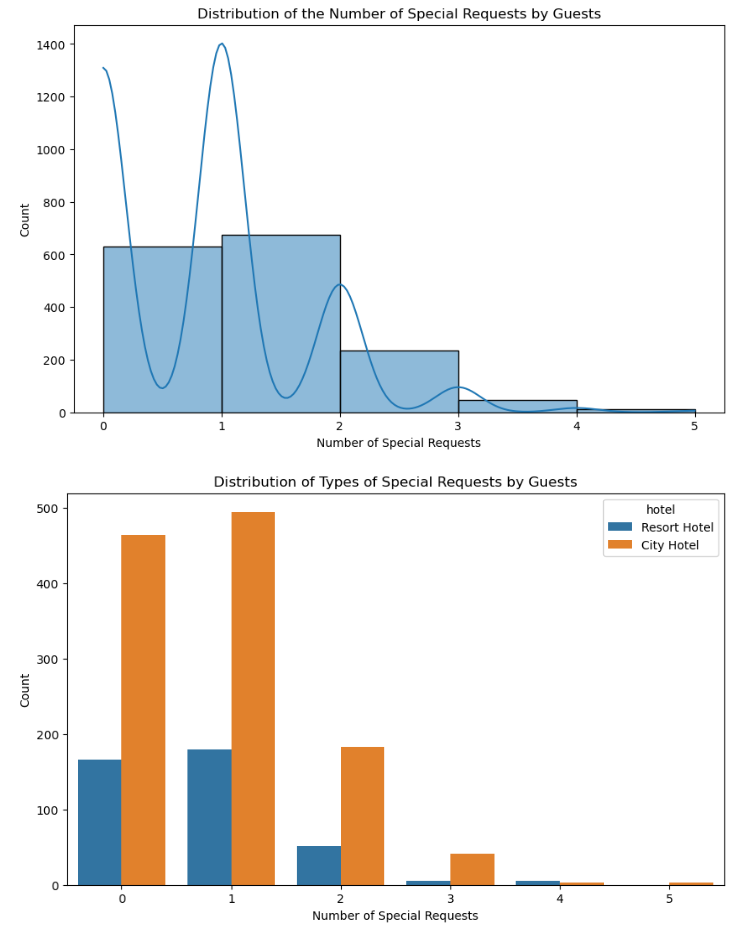 Distribution of the Number of Special Requests by Guests
1400
1200
1000
800
600
400
200
0
Count
0 1 2 3 4 5
Number of Special Requests
Distribution of Types of Special Requests by Guests
hotel
Resort Hotel
City Hotel
500
400
300
200
100
0
Count
0 1 2 3 4 5
Number of Special Requests